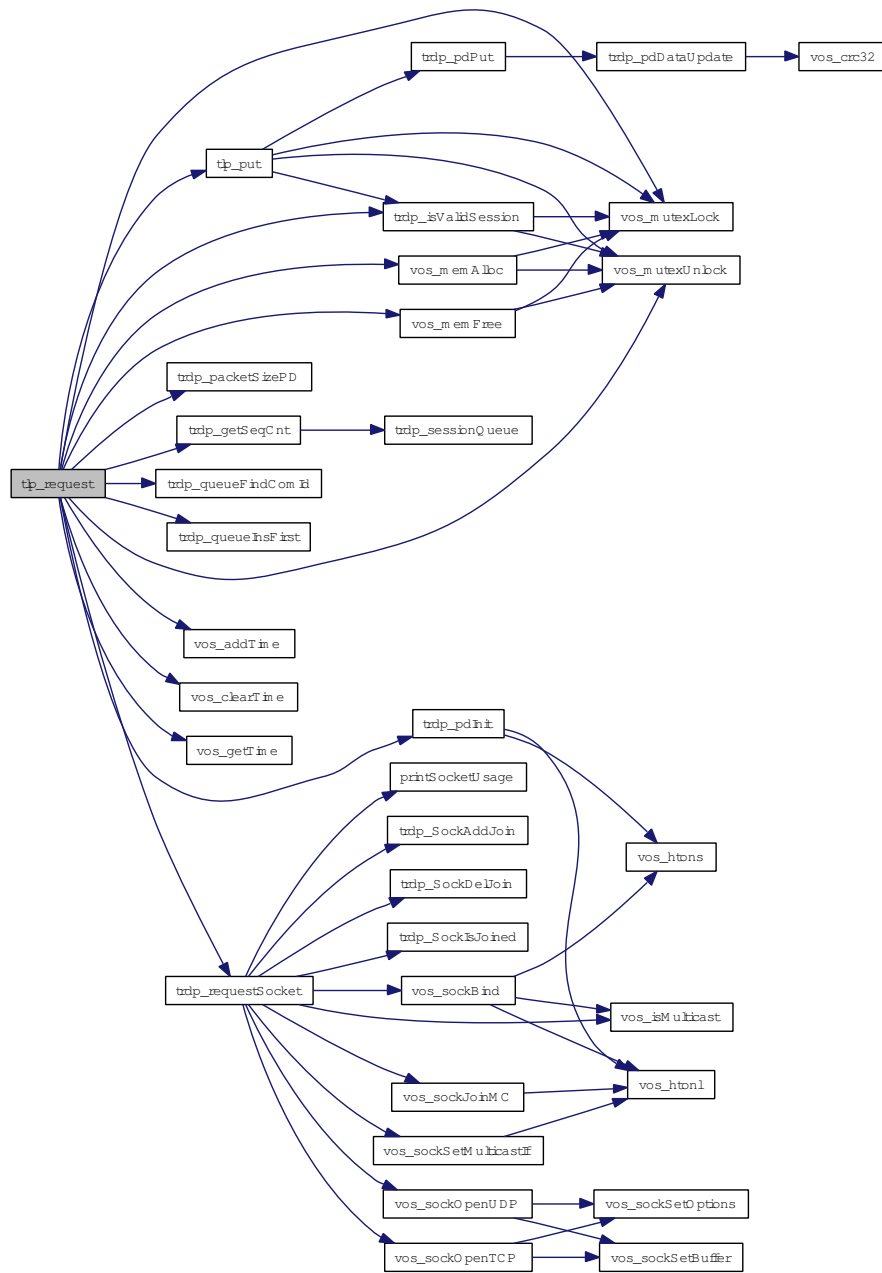 trdp_pdPut
trdp_pdDataUpdate
vos_crc32
tlp_put
trdp_isValidSession
vos_mutexLock
vos_memAlloc
vos_mutexUnlock
vos_memFree
trdp_packetSizePD
trdp_getSeqCnt
trdp_sessionQueue
tlp_request
trdp_queueFindComId
trdp_queueInsFirst
vos_addTime
vos_clearTime
trdp_pdInit
vos_getTime
printSocketUsage
trdp_SockAddJoin
vos_htons
trdp_SockDelJoin
trdp_SockIsJoined
trdp_requestSocket
vos_sockBind
vos_isMulticast
vos_htonl
vos_sockJoinMC
vos_sockSetMulticastIf
vos_sockOpenUDP
vos_sockSetOptions
vos_sockOpenTCP
vos_sockSetBuffer